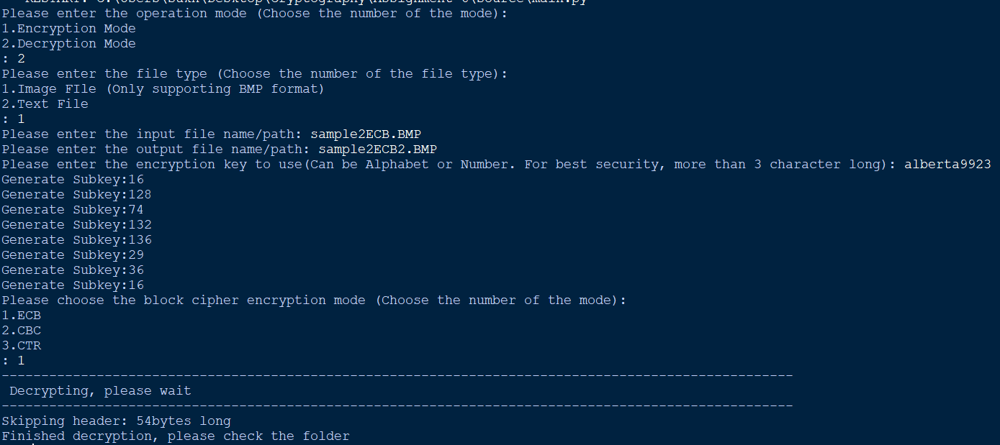 Please enter the operation mode (Choose the number of the mode):
1.Encryption Mode
2.Decryption Mode
: 2
Please enter the file type (Choose the number of the file type):
1.Image FIle (Only supporting BMP format)
2.Text File
: 1
Please enter the input file name/path: sample2ECB.BMP
Please enter the output file name/path: sample2ECB2.BMP
Please enter the encryption key to use(Can be Alphabet or Number. For best security, more than 3 character long): alberta9923
Generate Subkey:16
Generate Subkey:128
Generate Subkey:74
Generate Subkey:132
Generate Subkey:136
Generate Subkey:29
Generate Subkey:36
Generate Subkey:16
Please choose the block cipher encryption mode (Choose the number of the mode):
1.ECB
2.CBC
3.CTR
: 1
----------------------------------------------------------------------------------------------------
 Decrypting, please wait
----------------------------------------------------------------------------------------------------
Skipping header: 54bytes long
Finished decryption, please check the folder